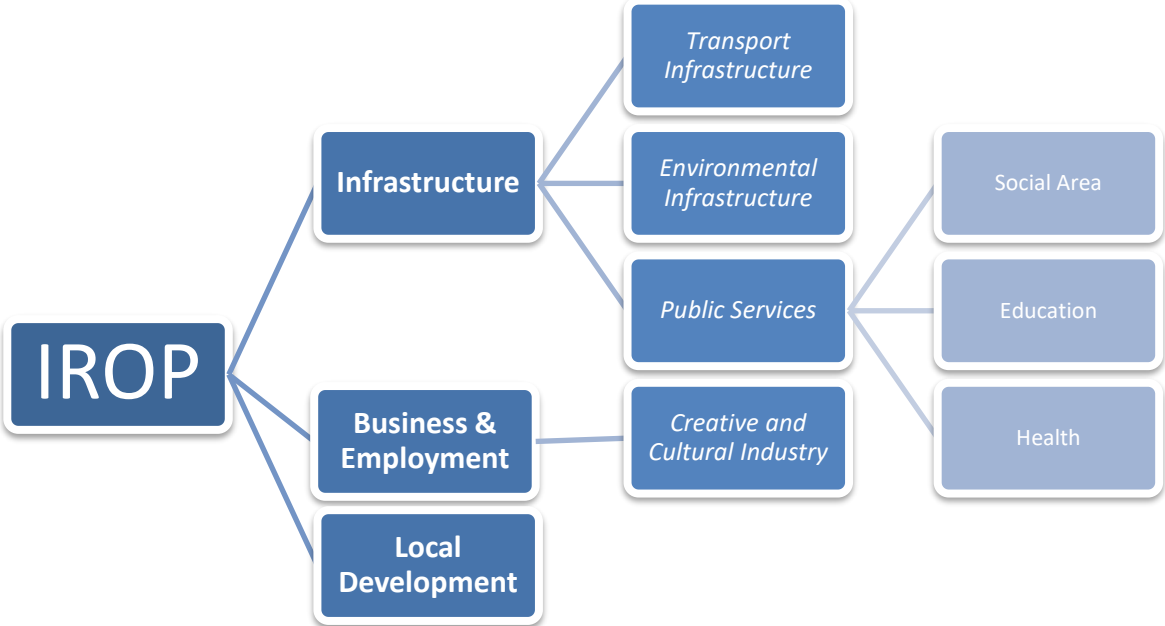 IROP
Infrastructure
Transport
Infrastructure
Environmental
Infrastructure
Public Services
Social Area
Education
Health
Business &
Employment
Creative and
Cultural Industry
Local
Development